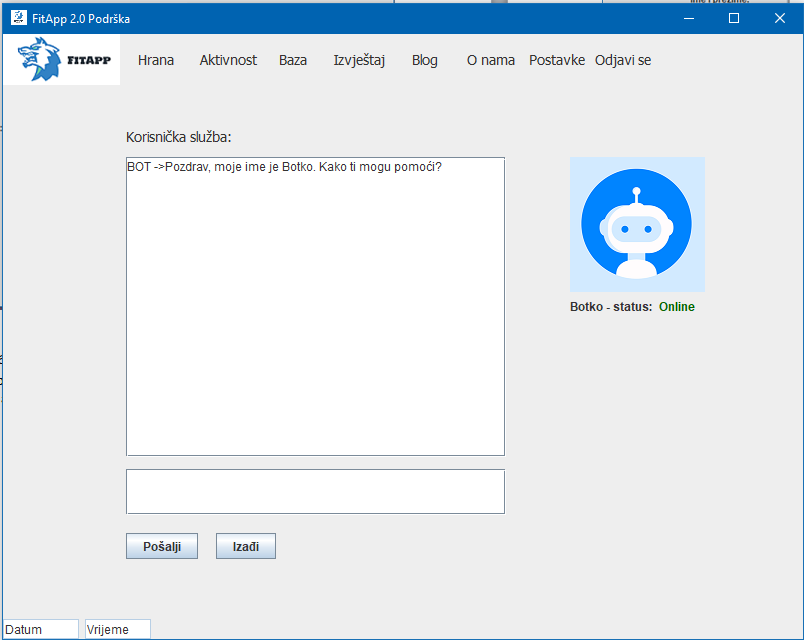 FitApp 2.0 Podrška
FITAPP Hrana Aktivnost Baza Izvještaj Blog O nama Postavke Odjavi se
Korisnička služba:
BOT ->Pozdrav, moje ime je Botko. Kako ti mogu pomoći?
Botko - status: Online
Pošalji Izađi
Datum Vrijeme